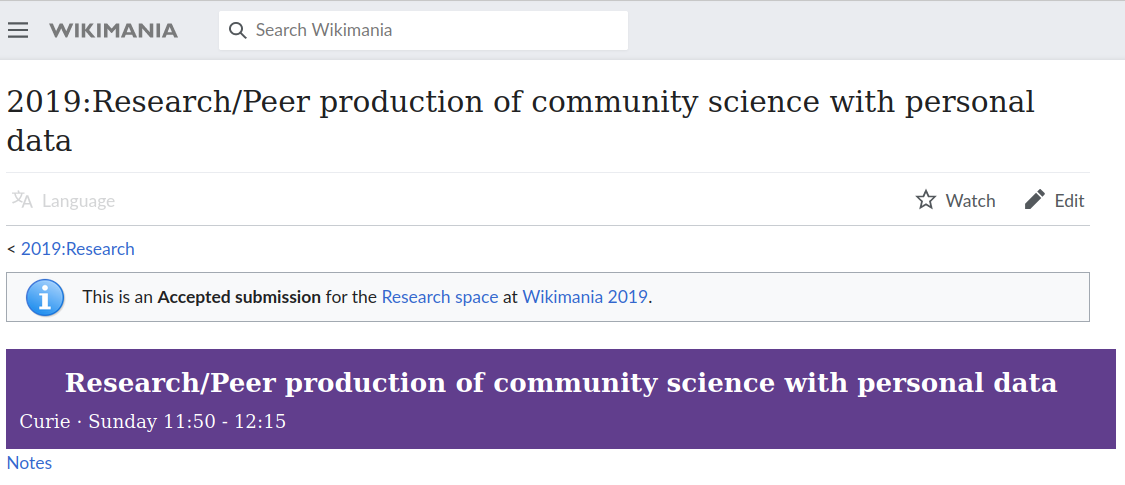 WIKIMANIA
Search Wikimania
2019:Research/Peer production of community science with personal
data
Language
Watch
Edit
< 2019:Research
This is an Accepted submission for the Research space at Wikimania 2019.
Research/Peer production of community science with personal data
Curie · Sunday 11:50 - 12:15
Notes